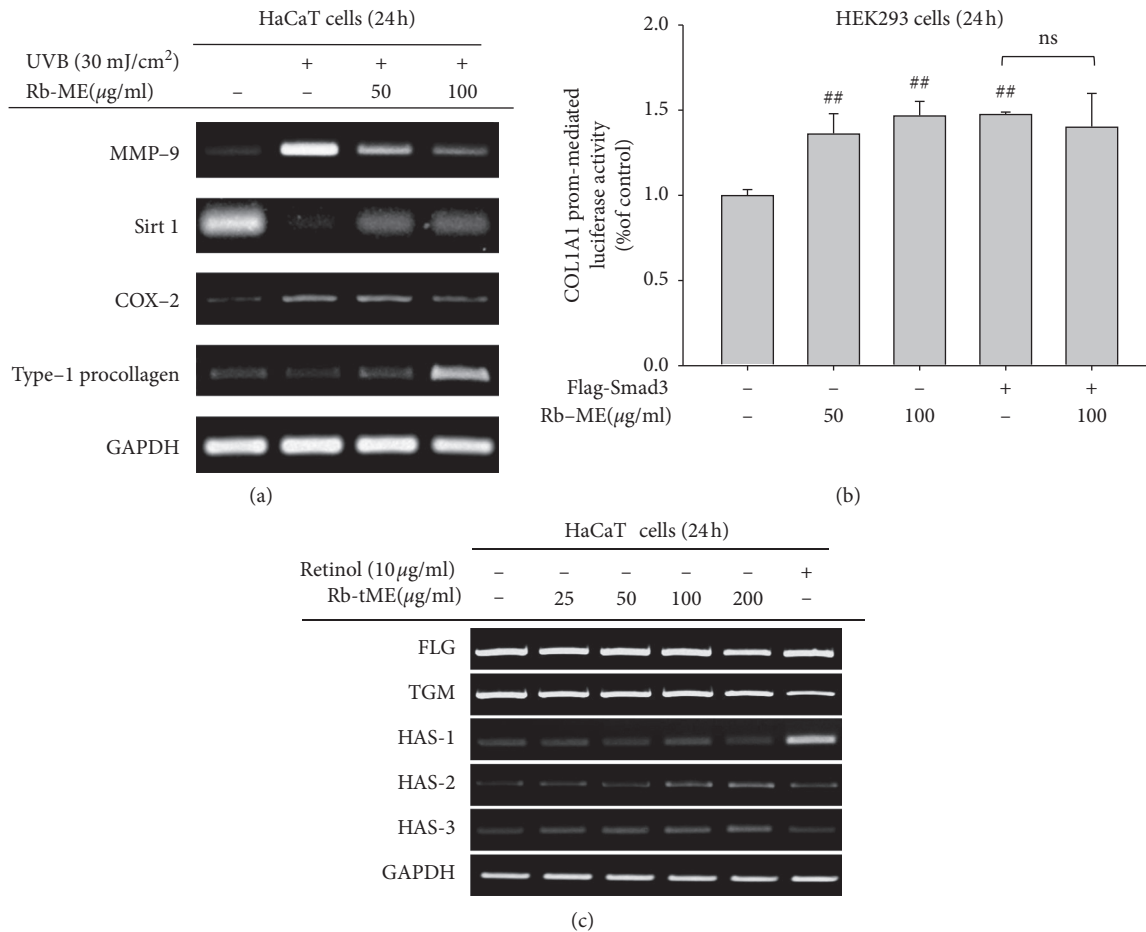 HaCaT cells (24 h)
UVB (30 mJ/cm²) – + + +
Rb-ME(μg/ml) – – 50 100
MMP–9
Sirt 1
COX–2
Type–1 procollagen
GAPDH
(a)
HEK293 cells (24 h)
COL1A1 prom-mediated
luciferase activity
(%of control)
2.0
1.5
1.0
0.5
0.0
## ## ## ns
Flag-Smad3 – – – + +
Rb–ME(μg/ml) – 50 100 – 100
(b)
HaCaT cells (24 h)
Retinol (10 μg/ml) – – – – – +
Rb-tME(μg/ml) – 25 50 100 200 –
FLG
TGM
HAS-1
HAS-2
HAS-3
GAPDH
(c)